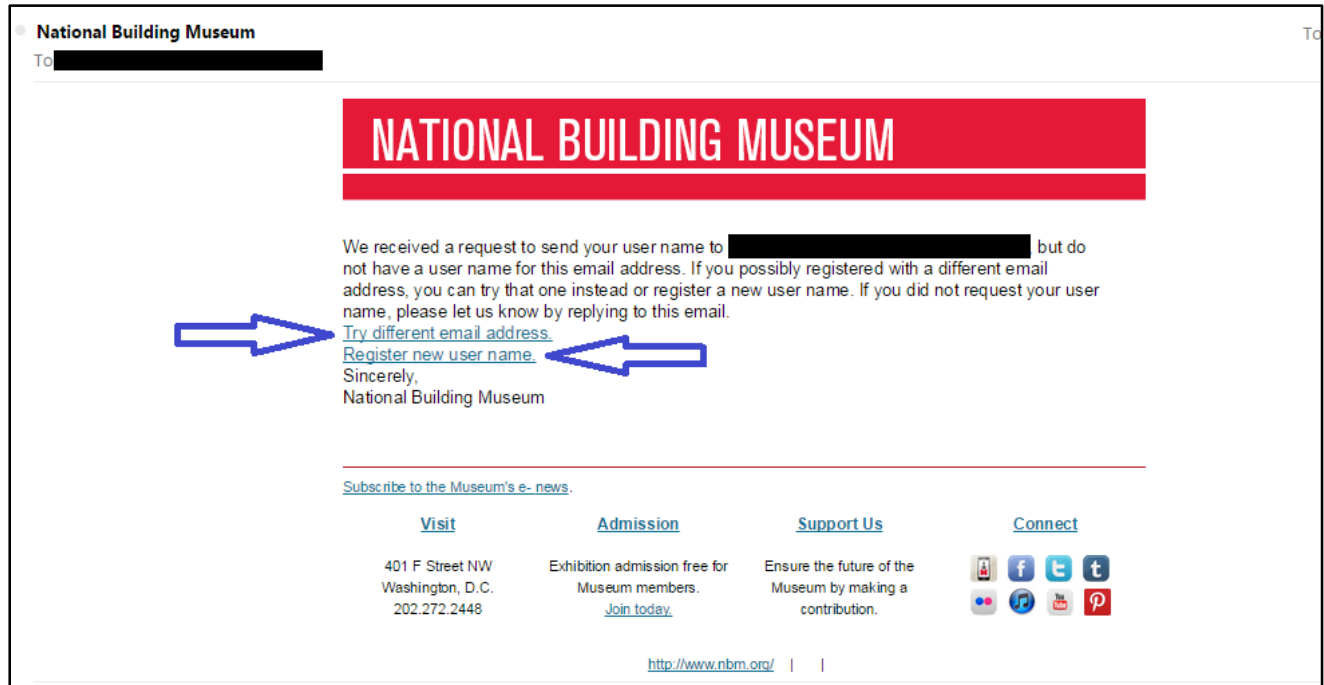 National Building Museum
To
To
NATIONAL BUILDING MUSEUM
We received a request to send your user name to , but do
not have a user name for this email address. If you possibly registered with a different email
address, you can try that one instead or register a new user name. If you did not request your user
name, please let us know by replying to this email.
Try different email address.
Register new user name.
Sincerely,
National Building Museum
Subscribe to the Museum's e- news.
Visit
401 F Street NW
Washington, D.C.
202.272.2448
Admission
Exhibition admission free for
Museum members.
Join today.
Support Us
Ensure the future of the
Museum by making a
contribution.
Connect
f
t
You
Tube
http://www.nbm.org/ | |